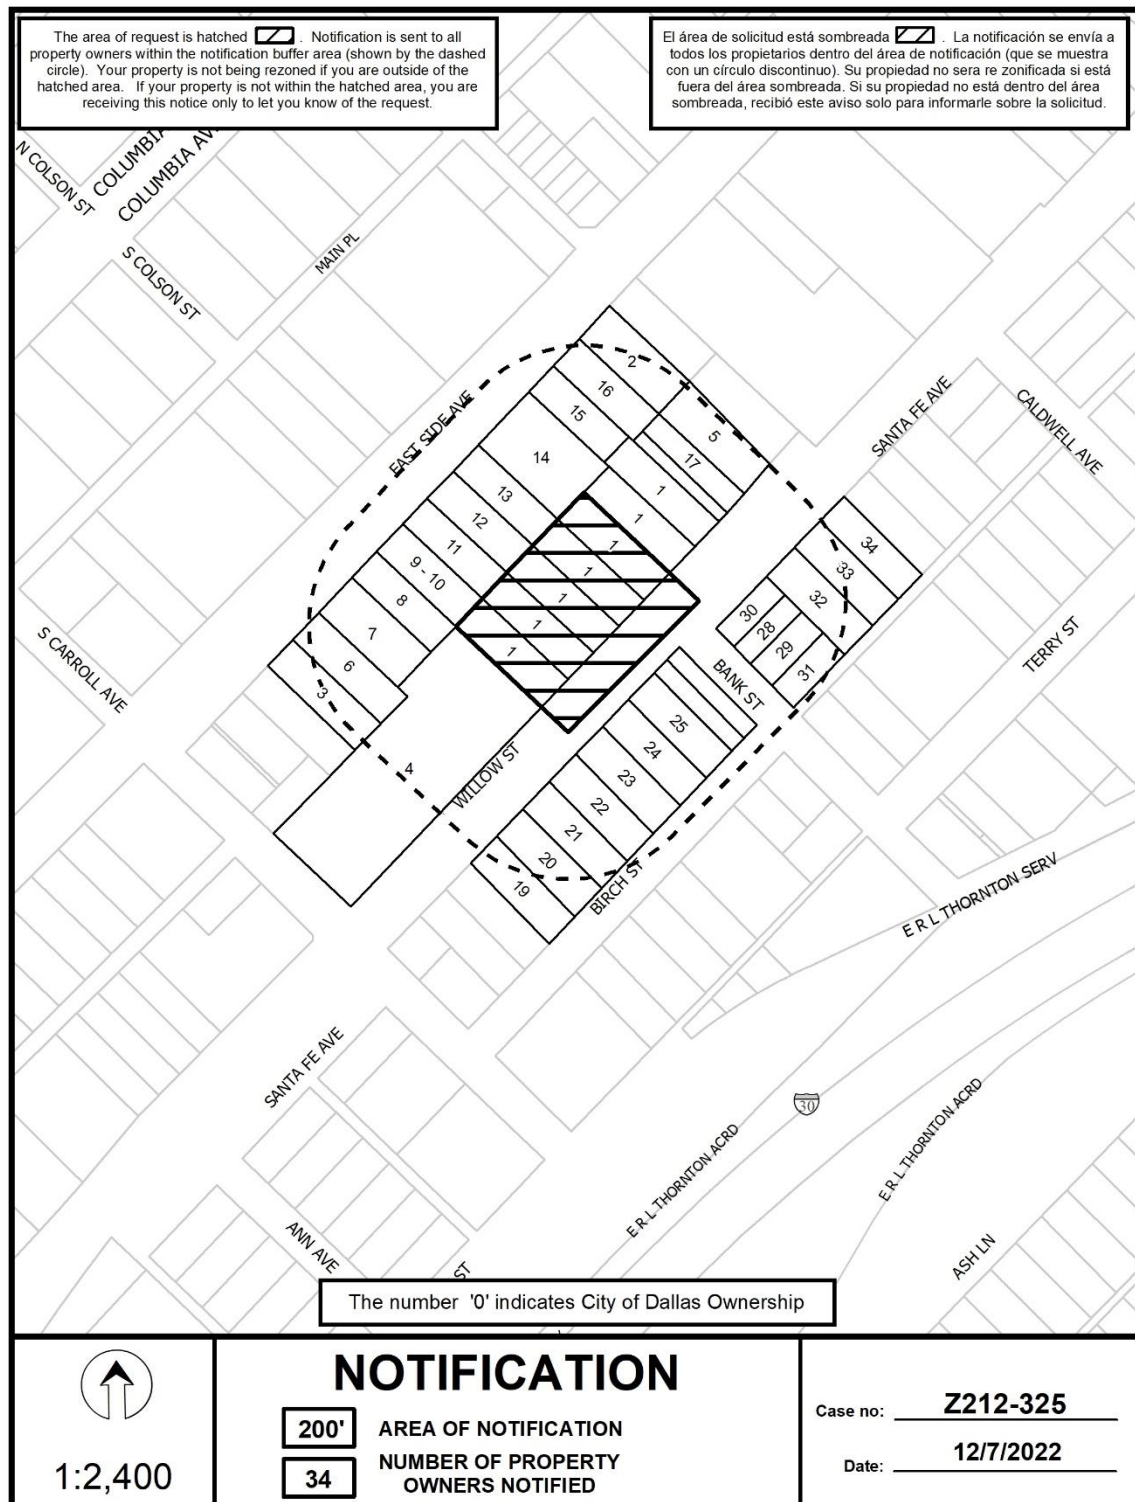 The area of request is hatched . Notification is sent to all
property owners within the notification buffer area (shown by the dashed
circle). Your property is not being rezoned if you are outside of the
hatched area. If your property is not within the hatched area, you are
receiving this notice only to let you know of the request.
El área de solicitud está sombreada . La notificación se envía a
todos los propietarios dentro del área de notificación (que se muestra
con un círculo discontinuo). Su propiedad no sera re zonificada si está
fuera del área sombreada. Si su propiedad no está dentro del área
sombreada, recibió este aviso solo para informarle sobre la solicitud.
N COLSON ST
COLUMBIA
COLUMBIA AV
S COLSON ST
MAIN PL
EAST SIDE AVE
SANTA FE AVE
CALDWELL AVE
2
16
15
5
17
14
1
1
13
12
11
9 - 10
8
7
6
3
4
1
1
1
1
1
34
33
32
30
28
29
31
S CARROLL AVE
TERRY ST
BANK ST
WILLOW ST
25
24
23
22
21
20
19
BIRCH ST
E R L THORNTON SERV
SANTA FE AVE
30
E R L THORNTON ACRD
E R L THORNTON ACRD
ANN AVE
ST
ASH LN
The number '0' indicates City of Dallas Ownership
1:2,400
NOTIFICATION
200' AREA OF NOTIFICATION
34 NUMBER OF PROPERTY
OWNERS NOTIFIED
Case no: Z212-325
Date: 12/7/2022